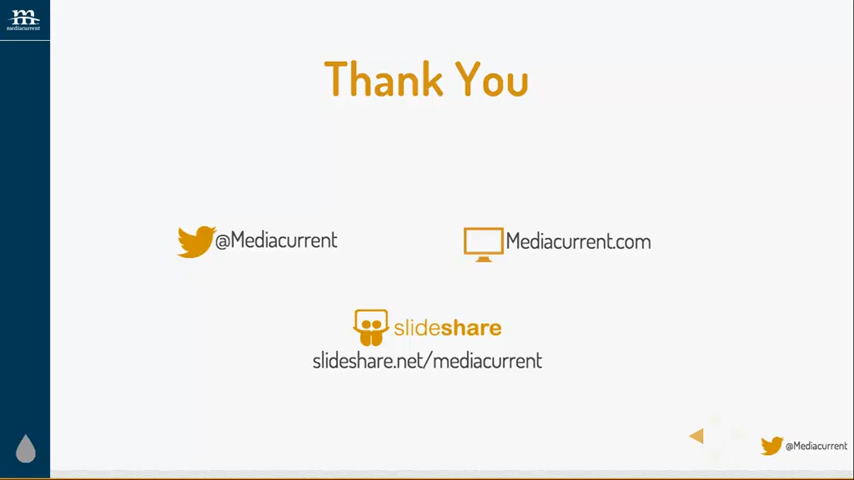 mediacurrent
Thank You
@Mediacurrent
Mediacurrent.com
slideshare
slideshare.net/mediacurrent
@Mediacurrent